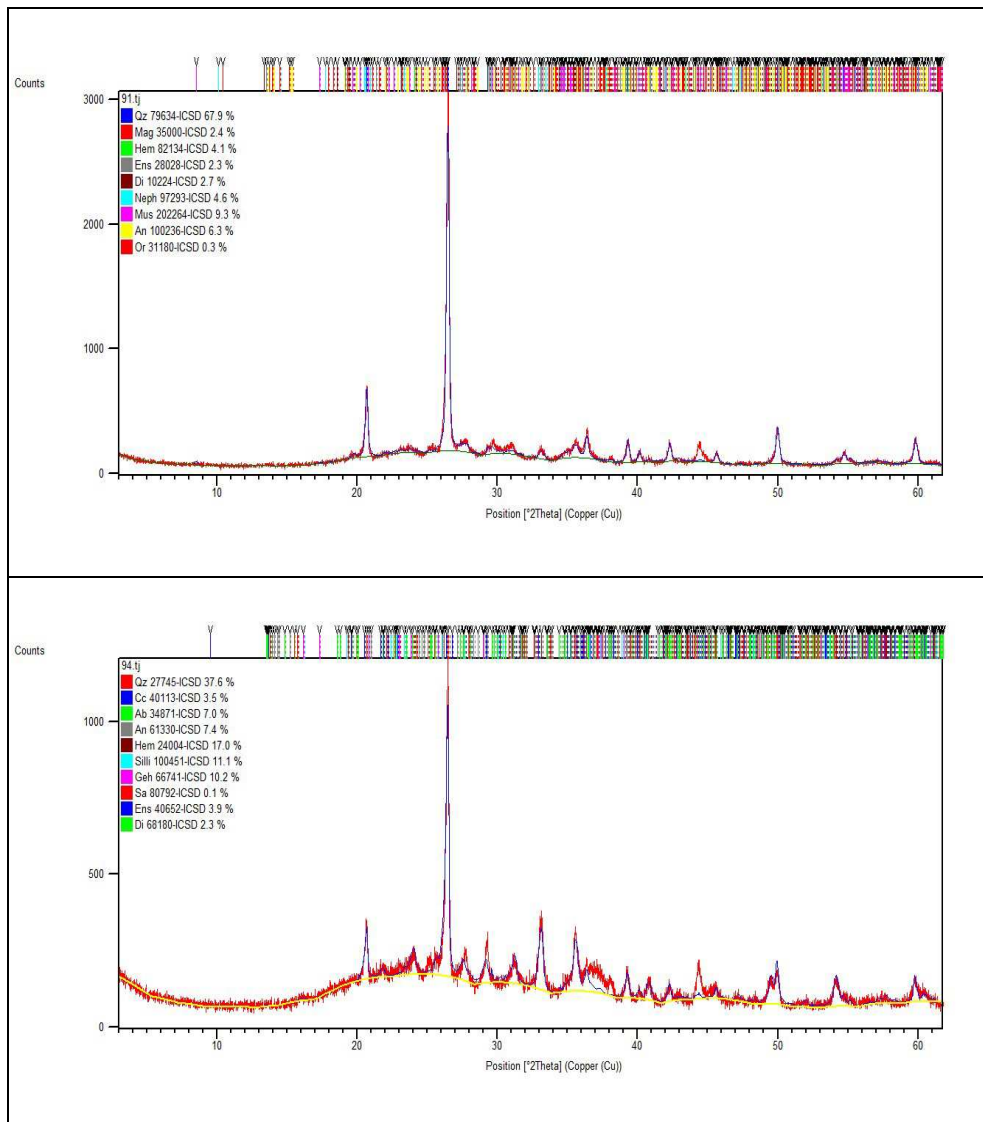 Counts
91.tj
3000
Qz 79634-ICSD 67.9 %
Mag 35000-ICSD 2.4 %
Hem 82134-ICSD 4.1 %
Ens 28028-ICSD 2.3 %
Di 10224-ICSD 2.7 %
Neph 97293-ICSD 4.6 %
Mus 202264-ICSD 9.3 %
An 100236-ICSD 6.3 %
Or 31180-ICSD 0.3 %
2000
1000
0
10 20 30 40 50 60
Position [°2Theta] (Copper (Cu))
Counts
94.tj
Qz 27745-ICSD 37.6 %
Cc 40113-ICSD 3.5 %
Ab 34871-ICSD 7.0 %
An 61330-ICSD 7.4 %
Hem 24004-ICSD 17.0 %
Silli 100451-ICSD 11.1 %
Geh 66741-ICSD 10.2 %
Sa 80792-ICSD 0.1 %
Ens 40652-ICSD 3.9 %
Di 68180-ICSD 2.3 %
1000
500
0
10 20 30 40 50 60
Position [°2Theta] (Copper (Cu))